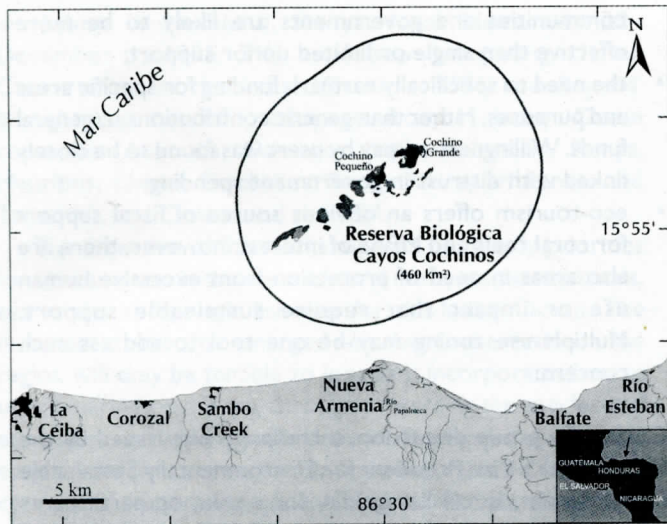 N
Mar Caribe
Cochino
Grande
Cochino
Pequeño
15°55'
Reserva Biológica
Cayos Cochinos
(460 km²)
La
Ceiba
Corozal
Sambo
Creek
Nueva
Armenia
Río
Papaloteca
Balfate
Río
Esteban
5 km
86°30'
GUATEMALA
HONDURAS
EL SALVADOR
NICARAGUA